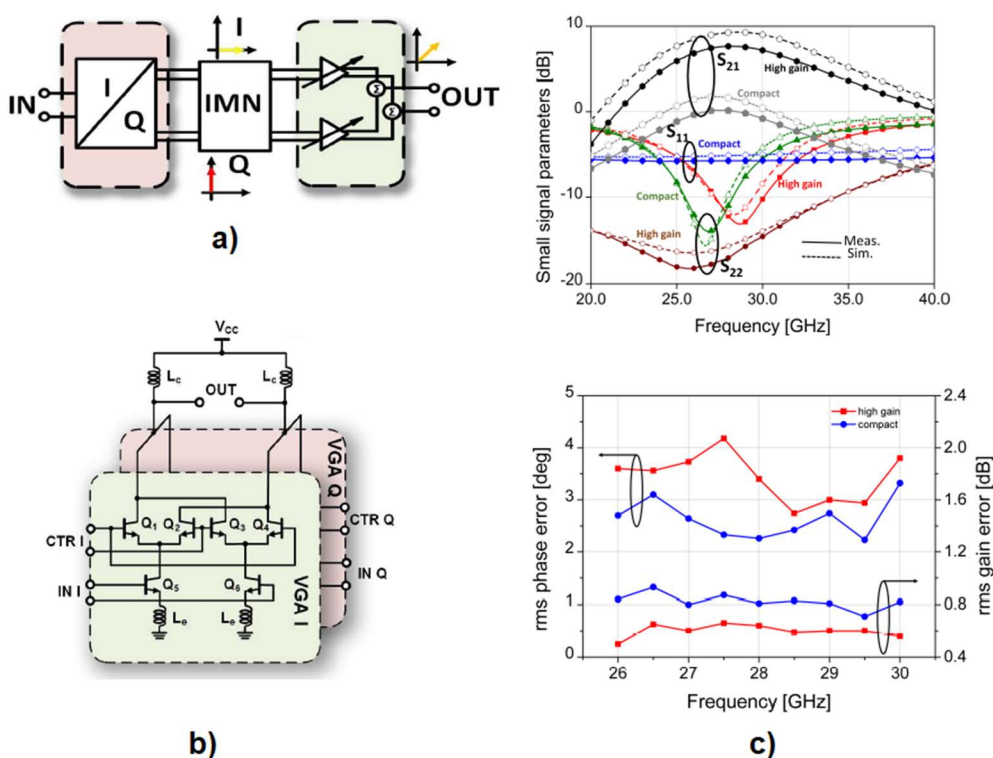 I
IN
I
Q
IMN
Q
Σ
Σ
OUT
a)
V_CC
L_c
L_c
OUT
VGA Q
Q_1
Q_2
Q_3
Q_4
CTR I
CTR Q
Q_5
Q_6
IN I
IN Q
L_e
L_e
VGA I
b)
Small signal parameters [dB]
10
0
-10
-20
S_21
High gain
Compact
S_11
Compact
Compact
High gain
High gain
S_22
Meas.
Sim.
20.0 25.0 30.0 35.0 40.0
Frequency [GHz]
rms phase error [deg]
5
4
3
2
1
0
high gain
compact
2.4
2.0
1.6
1.2
0.8
0.4
rms gain error [dB]
26 27 28 29 30
Frequency [GHz]
c)